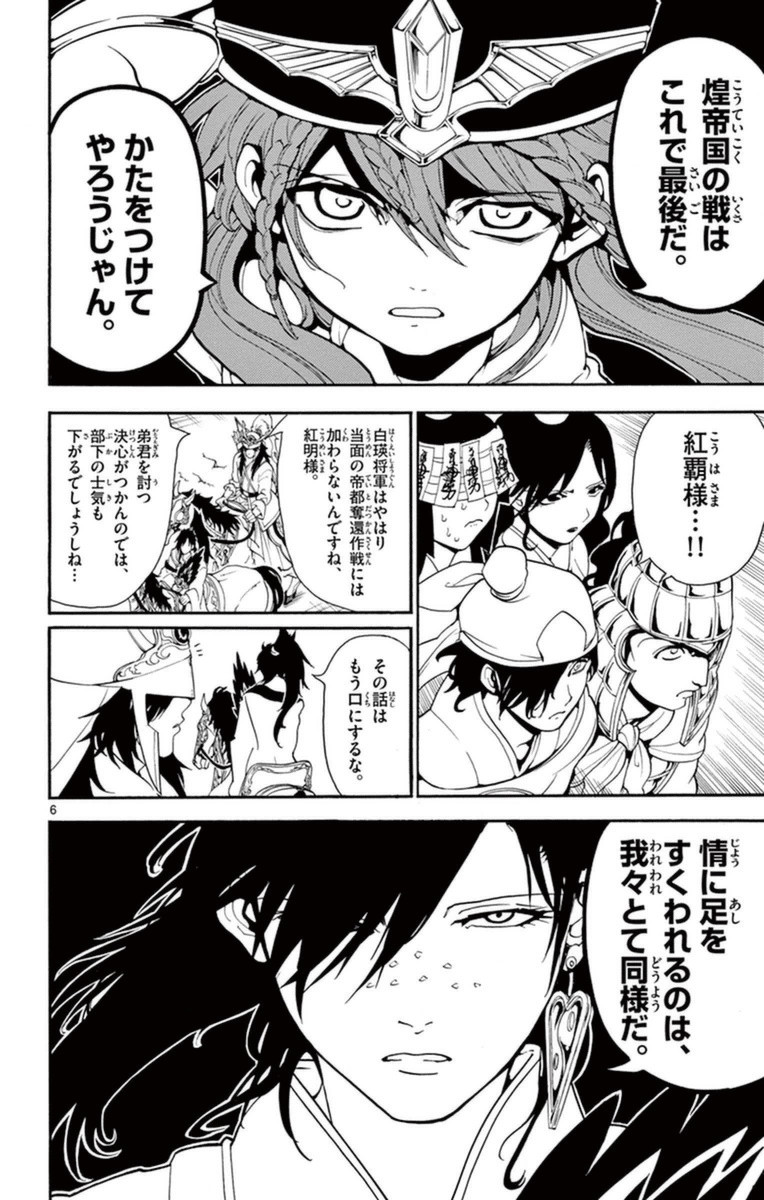 煌帝国の戦は
これで最後だ。
かたをつけて
やろうじゃん。
紅覇様…!!
白瑛将軍はやはり
当面の帝都奪還作戦には
加わらないんですね、
紅明様。
弟君を討つ
決心がつかんのでは、
部下の士気も
下がるでしょうしね…
その話は
もう口にするな。
6
情に足を
すくわれるのは、
我々とて同様だ。